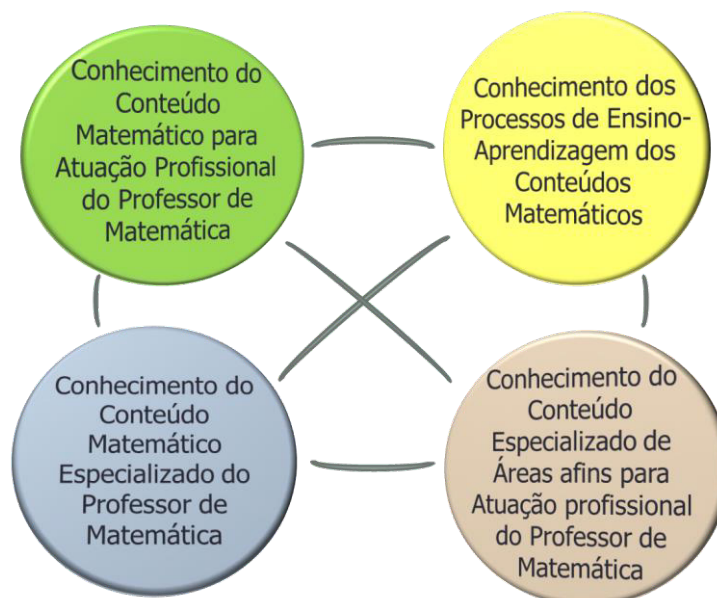 Conhecimento do
Conteúdo
Matemático para
Atuação Profissional
do Professor de
Matemática
Conhecimento dos
Processos de Ensino-
Aprendizagem dos
Conteúdos
Matemáticos
Conhecimento do
Conteúdo
Matemático
Especializado do
Professor de
Matemática
Conhecimento do
Conteúdo
Especializado de
Áreas afins para
Atuação profissional
do Professor de
Matemática